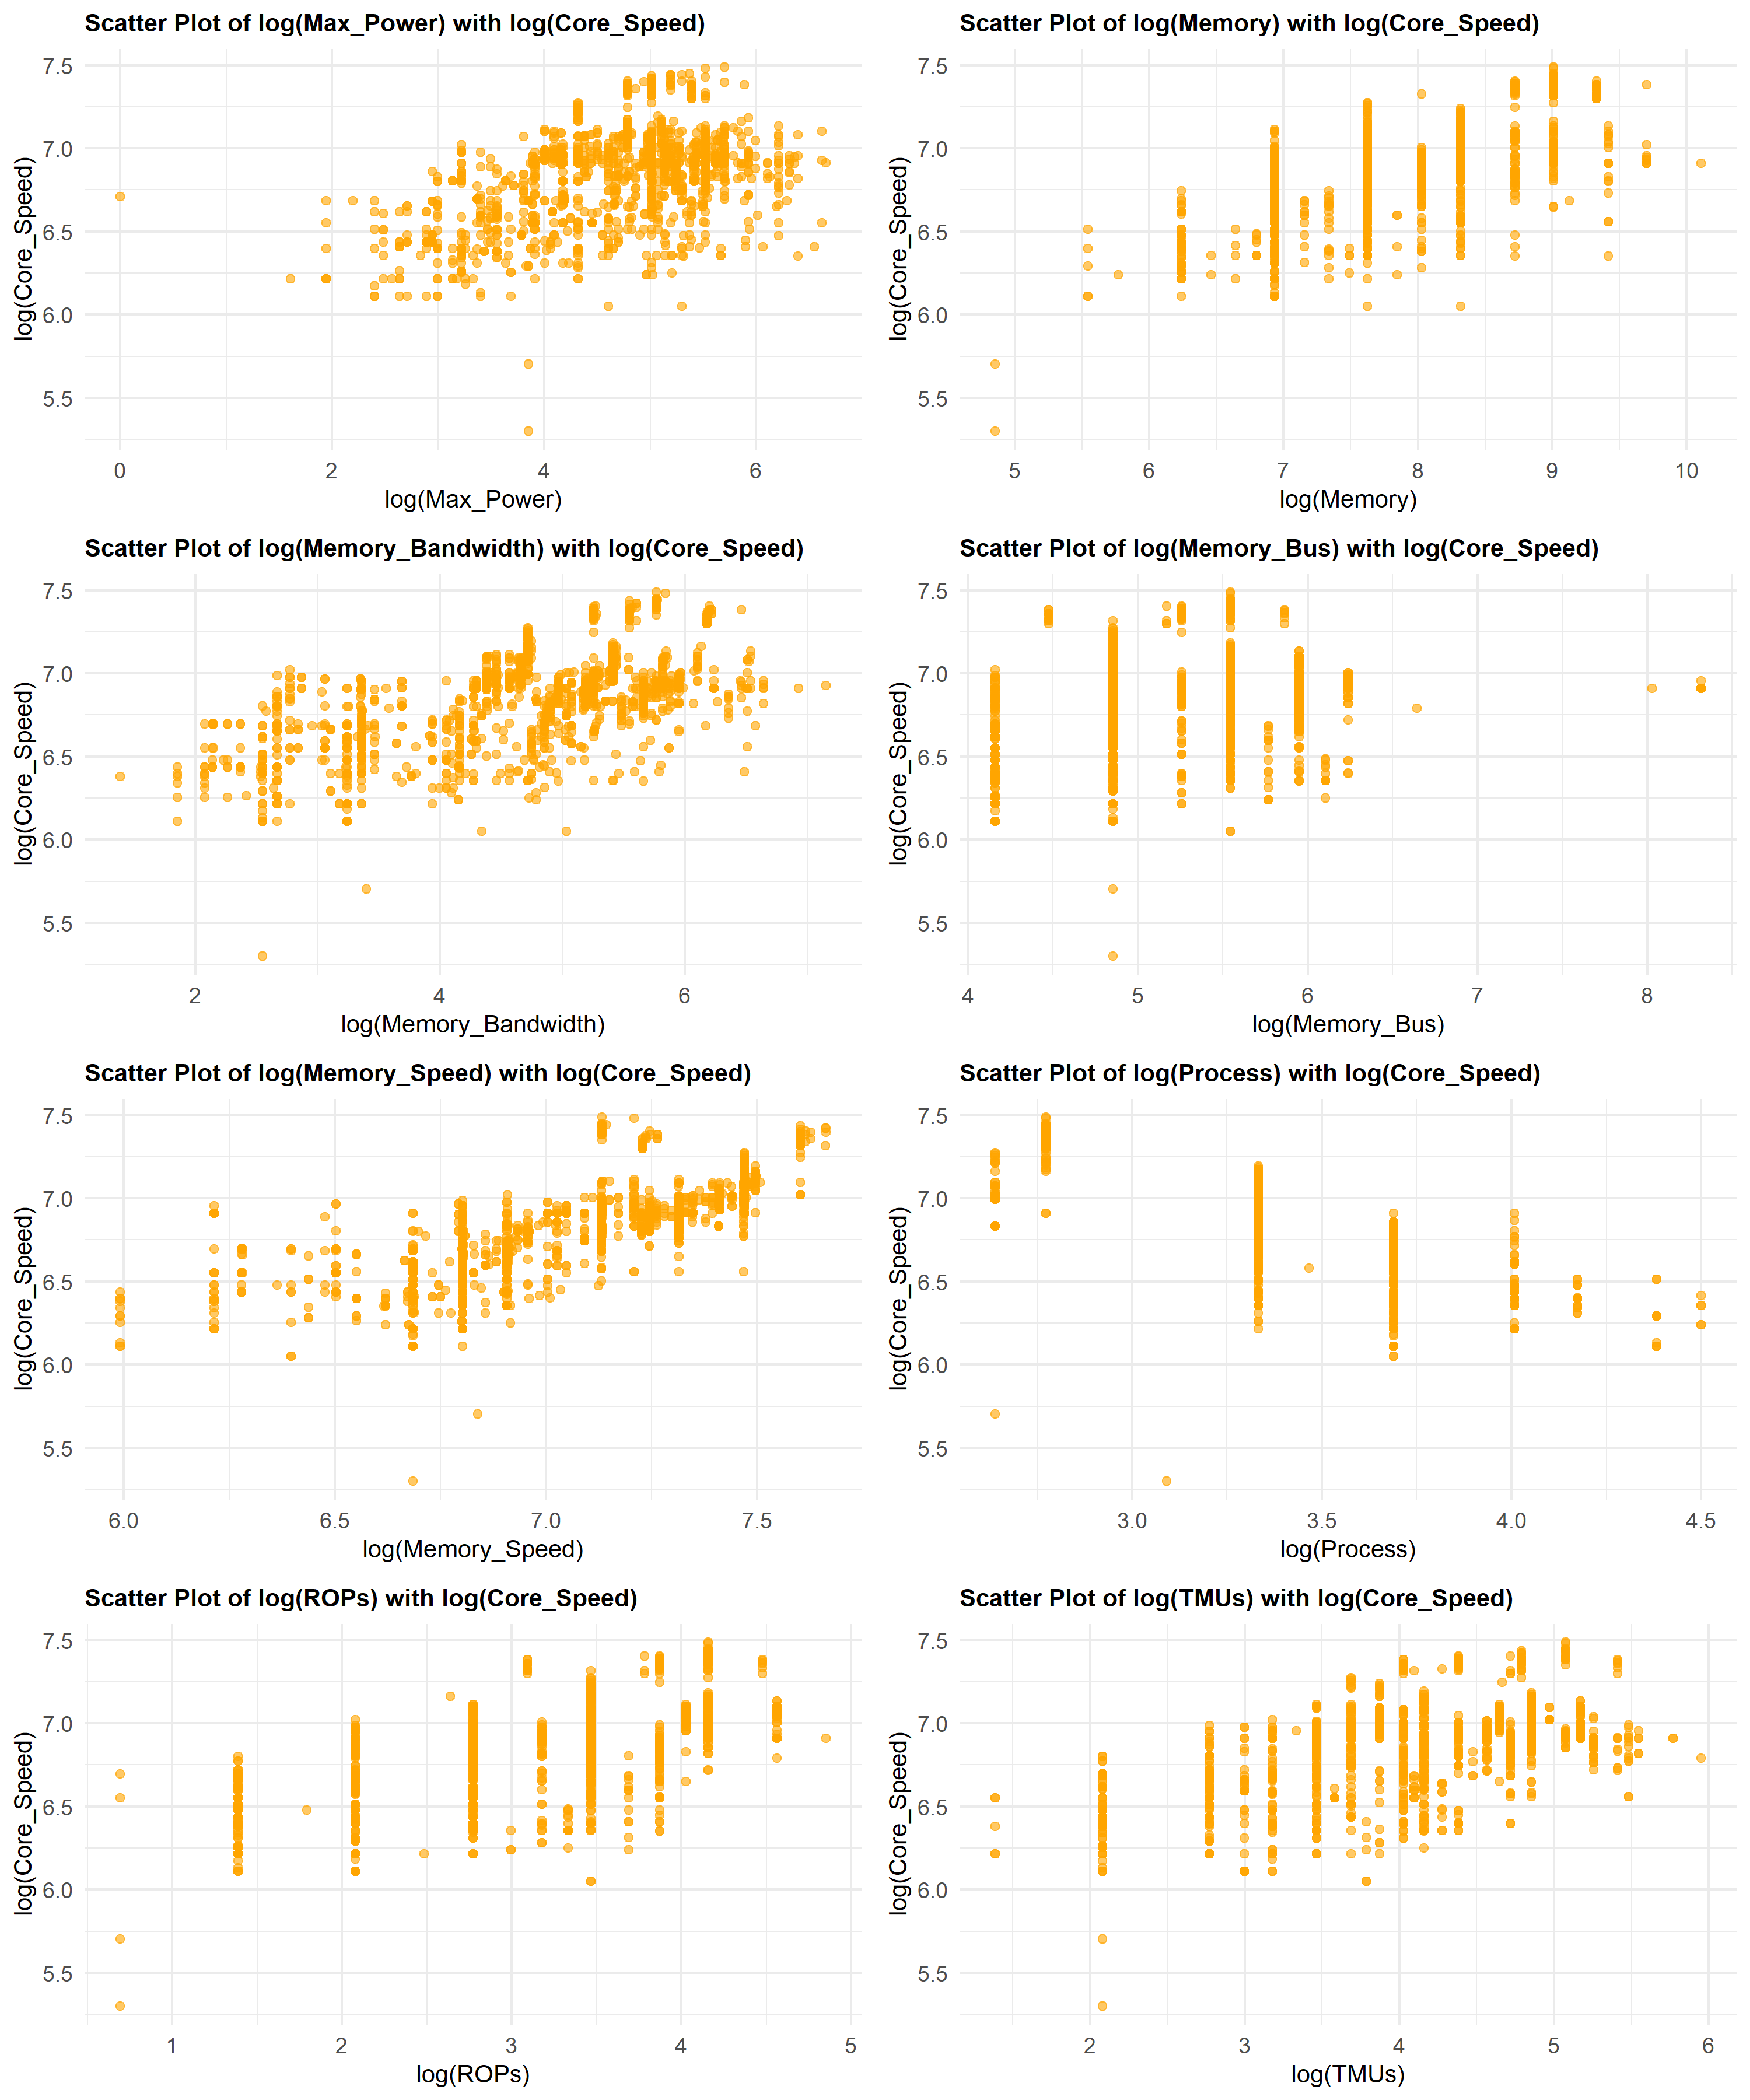 Scatter Plot of log(Max_Power) with log(Core_Speed)
log(Core_Speed)
7.5
7.0
6.5
6.0
5.5
0 2 4 6
log(Max_Power)
Scatter Plot of log(Memory) with log(Core_Speed)
log(Core_Speed)
7.5
7.0
6.5
6.0
5.5
5 6 7 8 9 10
log(Memory)
Scatter Plot of log(Memory_Bandwidth) with log(Core_Speed)
log(Core_Speed)
7.5
7.0
6.5
6.0
5.5
2 4 6
log(Memory_Bandwidth)
Scatter Plot of log(Memory_Bus) with log(Core_Speed)
log(Core_Speed)
7.5
7.0
6.5
6.0
5.5
4 5 6 7 8
log(Memory_Bus)
Scatter Plot of log(Memory_Speed) with log(Core_Speed)
log(Core_Speed)
7.5
7.0
6.5
6.0
5.5
6.0 6.5 7.0 7.5
log(Memory_Speed)
Scatter Plot of log(Process) with log(Core_Speed)
log(Core_Speed)
7.5
7.0
6.5
6.0
5.5
3.0 3.5 4.0 4.5
log(Process)
Scatter Plot of log(ROPs) with log(Core_Speed)
log(Core_Speed)
7.5
7.0
6.5
6.0
5.5
1 2 3 4 5
log(ROPs)
Scatter Plot of log(TMUs) with log(Core_Speed)
log(Core_Speed)
7.5
7.0
6.5
6.0
5.5
2 3 4 5 6
log(TMUs)